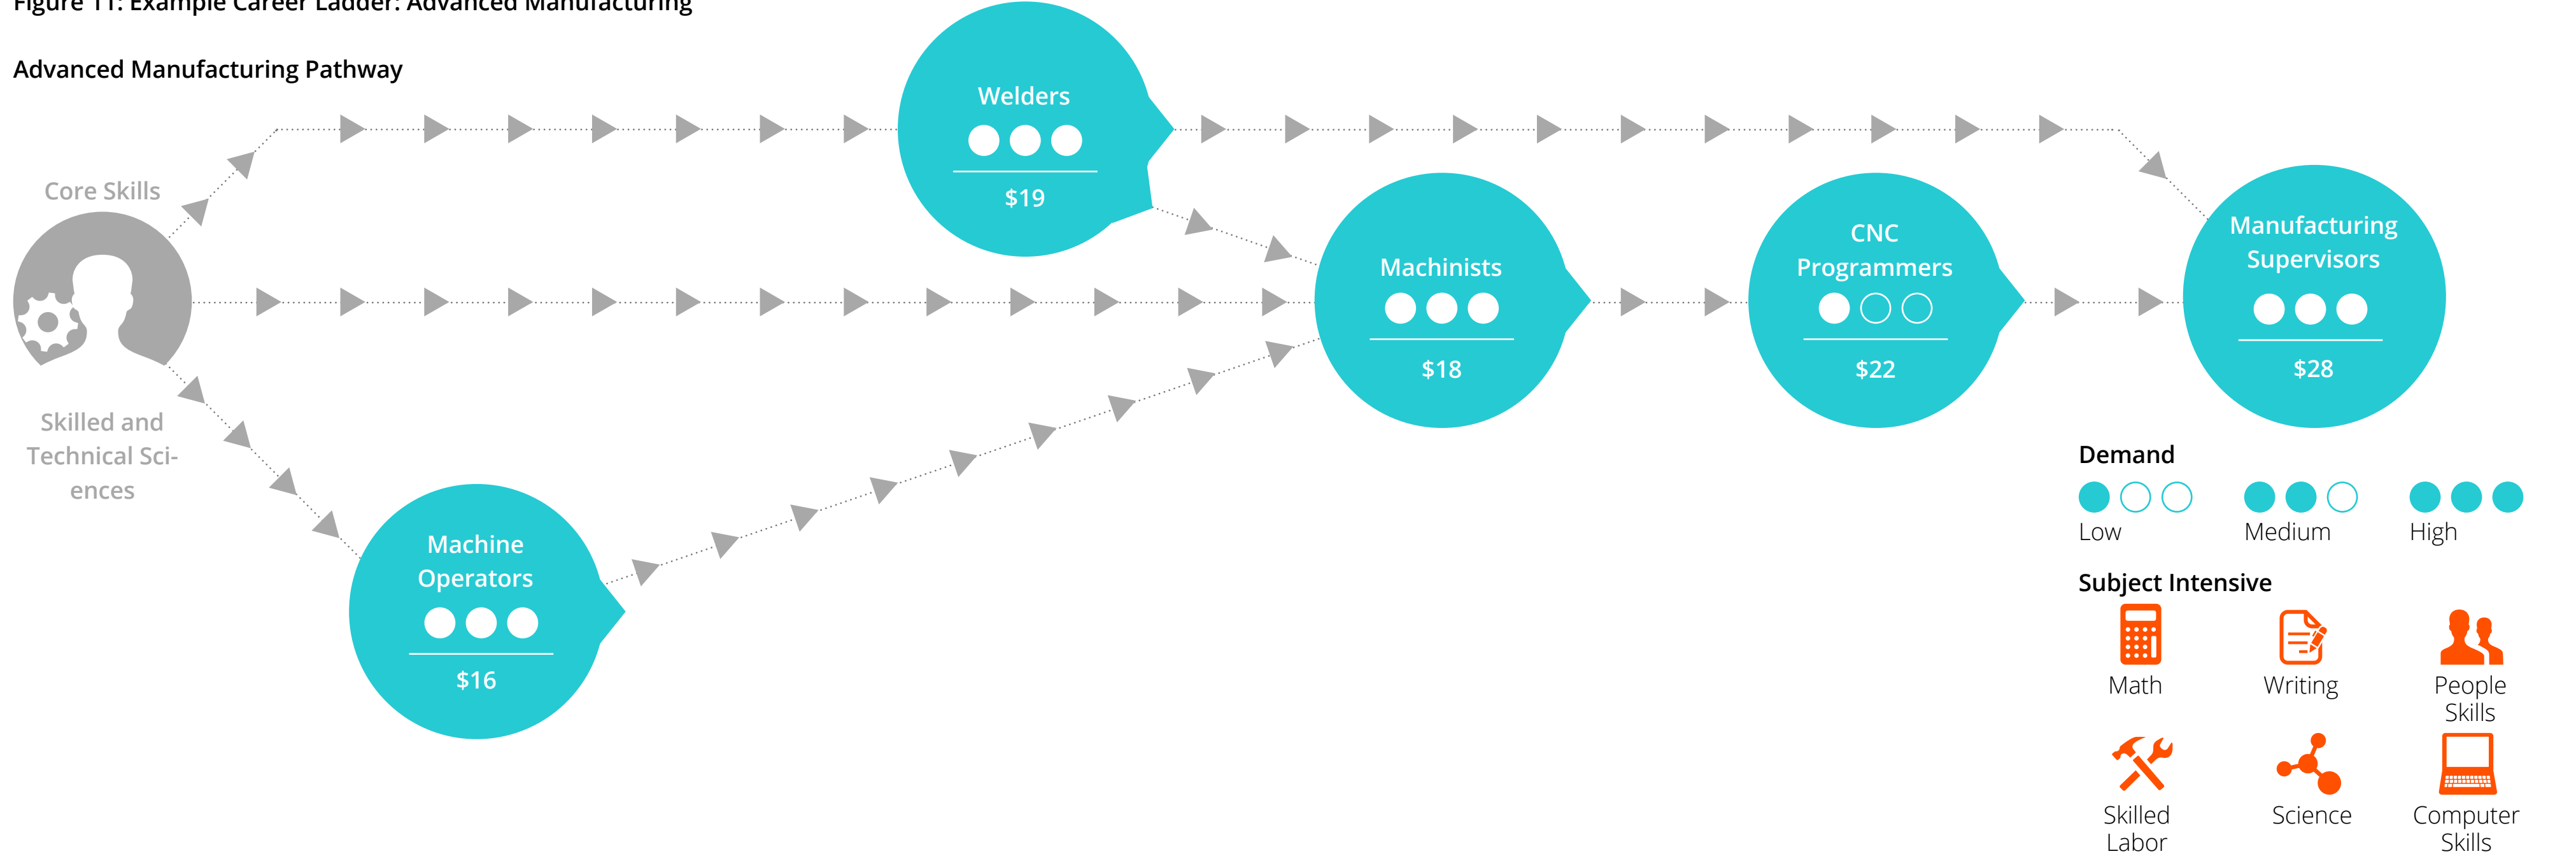 Figure 11: Example Career Ladder: Advanced Manufacturing
Advanced Manufacturing Pathway
Core Skills
Skilled and
Technical Sci-
ences
Welders
$19
Machine
Operators
$16
Machinists
$18
CNC
Programmers
$22
Manufacturing
Supervisors
$28
Demand
Low
Medium
High
Subject Intensive
Math
Writing
People
Skills
Skilled
Labor
Science
Computer
Skills